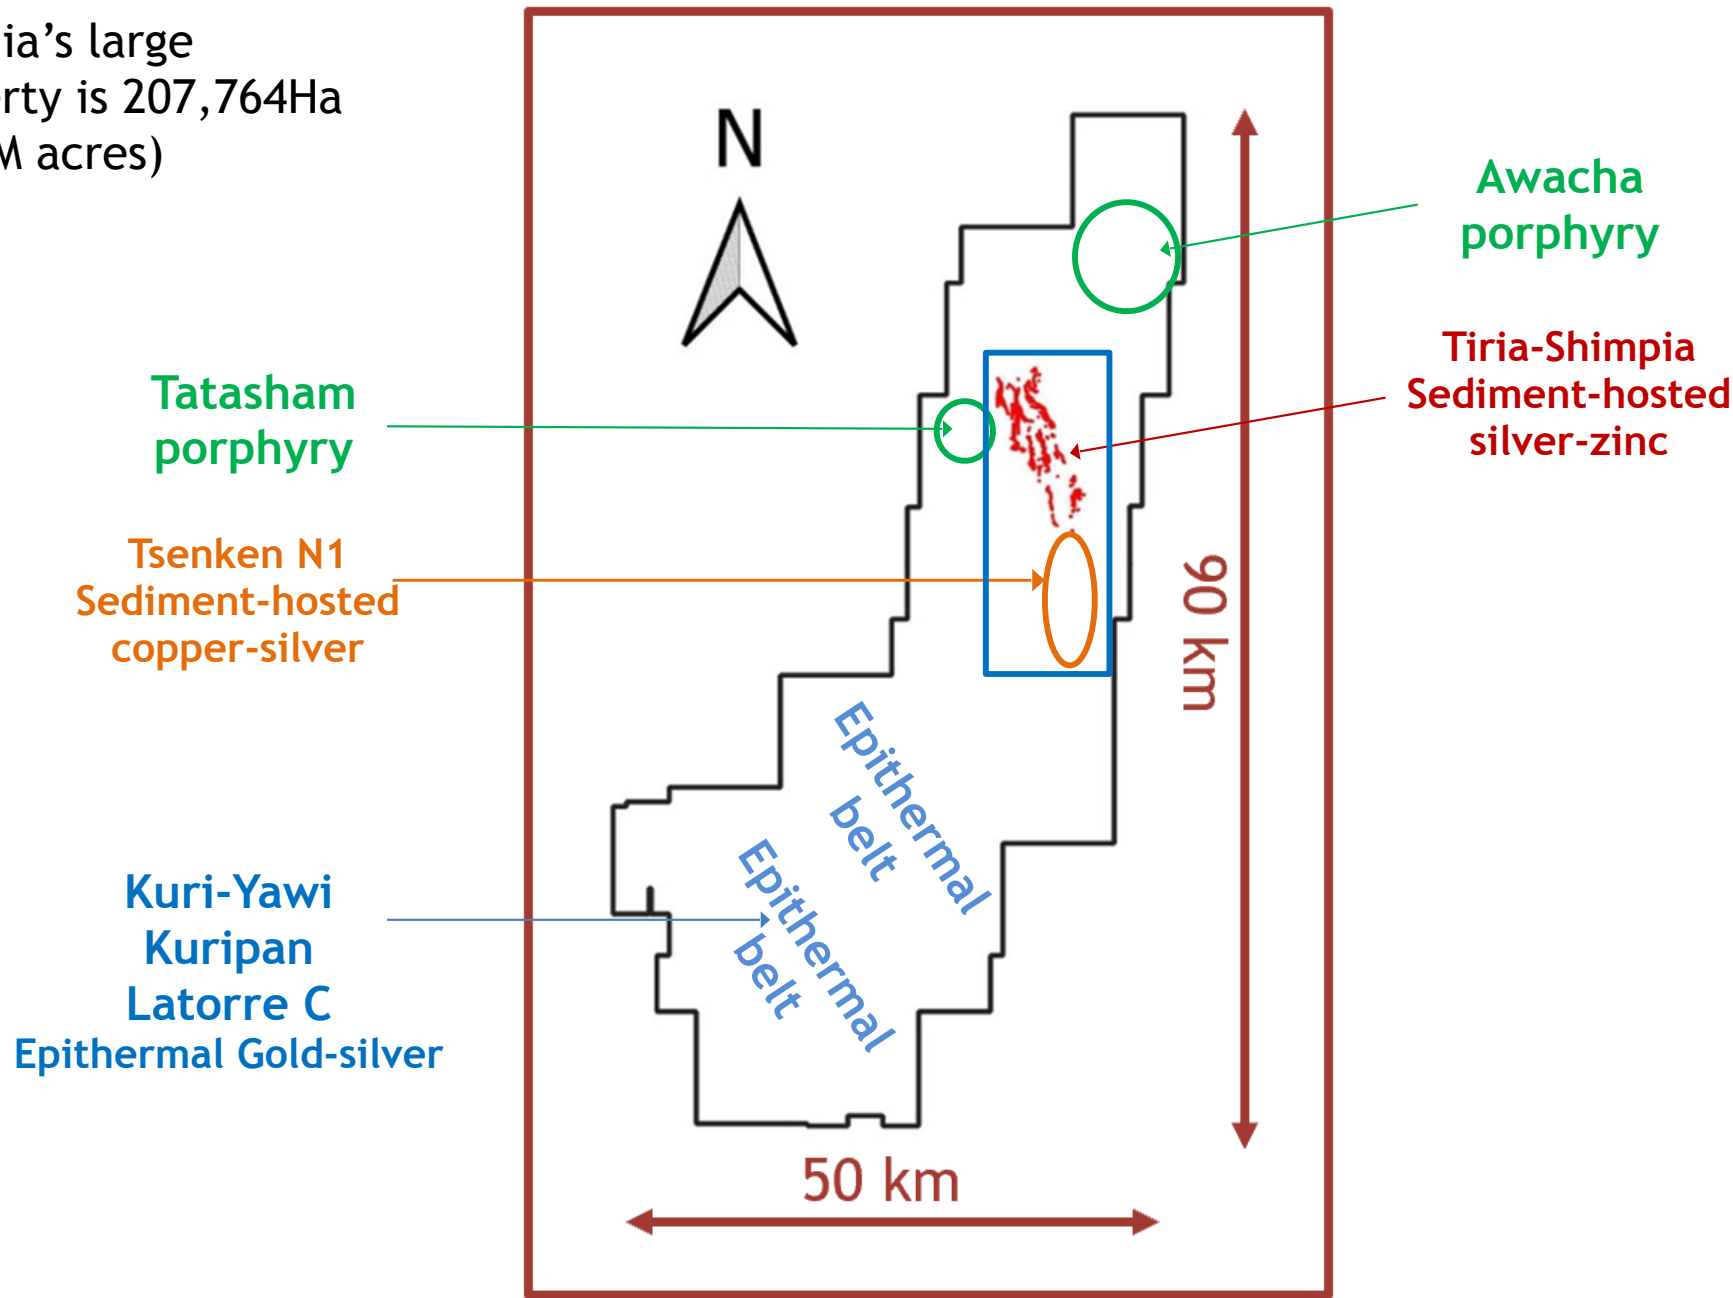 ia’s large
erty is 207,764Ha
M acres)
N
Awacha
porphyry
Tiria-Shimpia
Sediment-hosted
silver-zinc
Tatasham
porphyry
Tsenken N1
Sediment-hosted
copper-silver
90 km
Epithermal
belt
Epithermal
belt
Kuri-Yawi
Kuripan
Latorre C
Epithermal Gold-silver
50 km